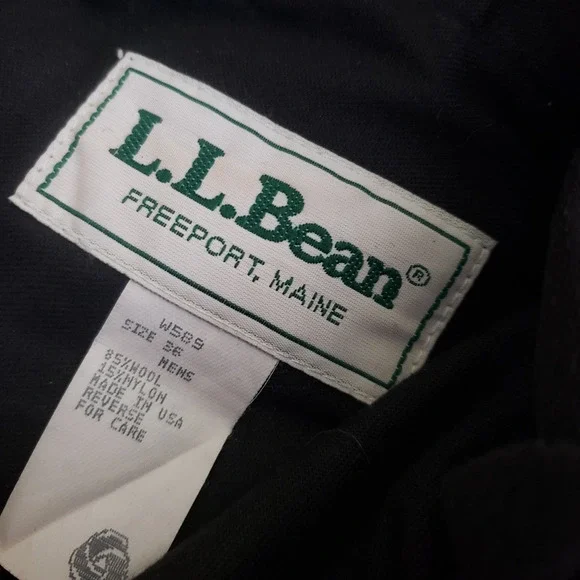 L.L.Bean®
FREEPORT, MAINE
W589
SIZE 36
MENS
85%WOOL
15%NYLON
MADE IN USA
REVERSE
FOR CARE